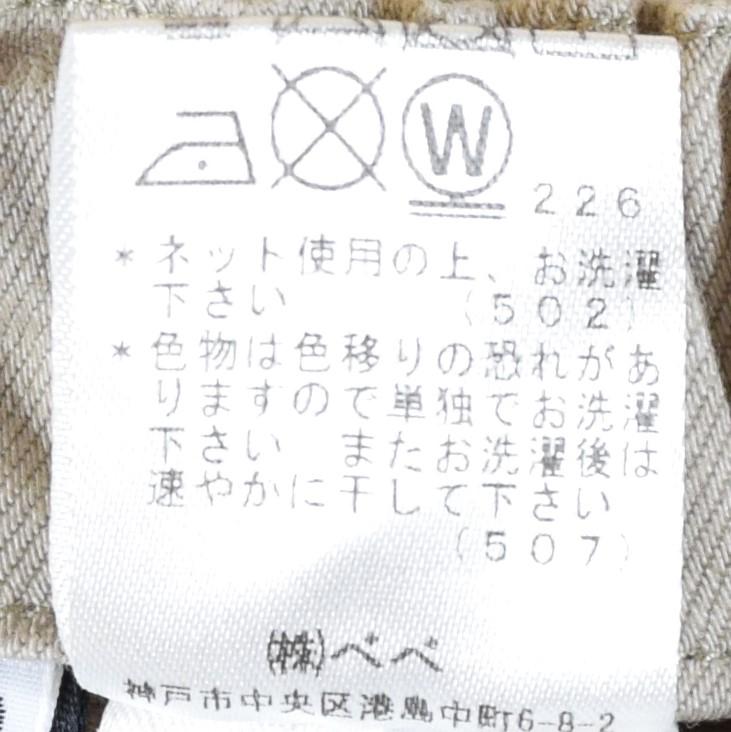 W
226
* ネット使用の上、お洗濯
下さい (502)
* 色物は色移りの恐れがあ
りますので単独でお洗濯
下さい またお洗濯後は
速やかに干して下さい
(507)
(株)べべ
神戸市中央区港島中町6-8-2